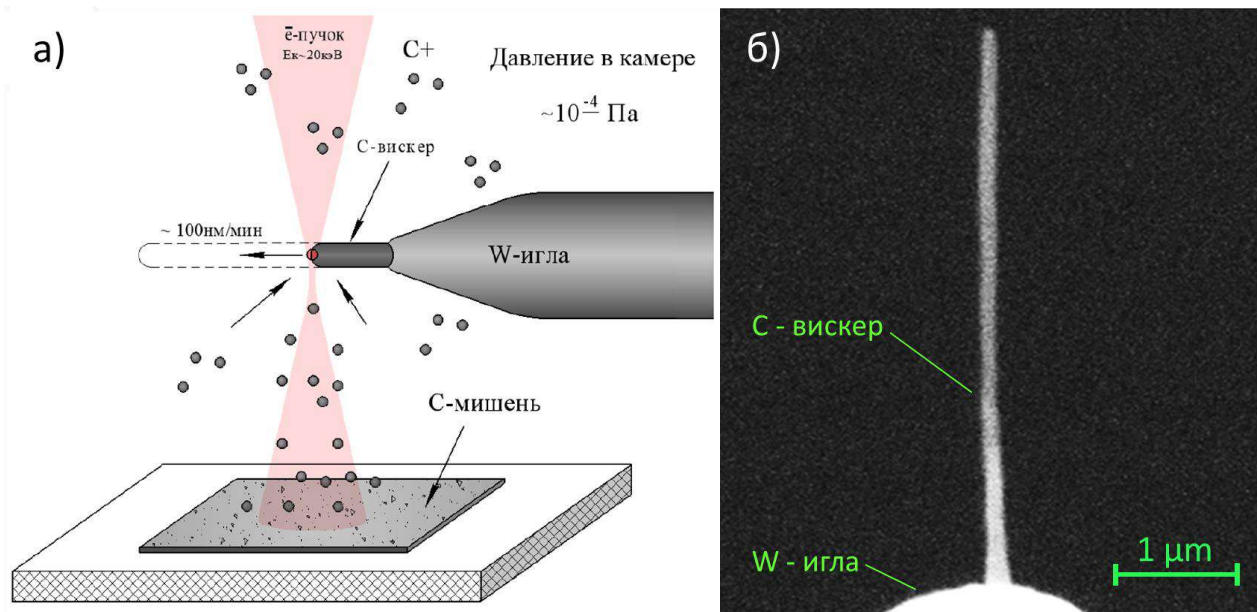 а)
ē-пучок
Ек~20кэВ
C+
Давление в камере
~10⁻⁴ Па
С-вискер
~ 100нм/мин
W-игла
С-мишень
б)
С - вискер
W - игла
1 μm